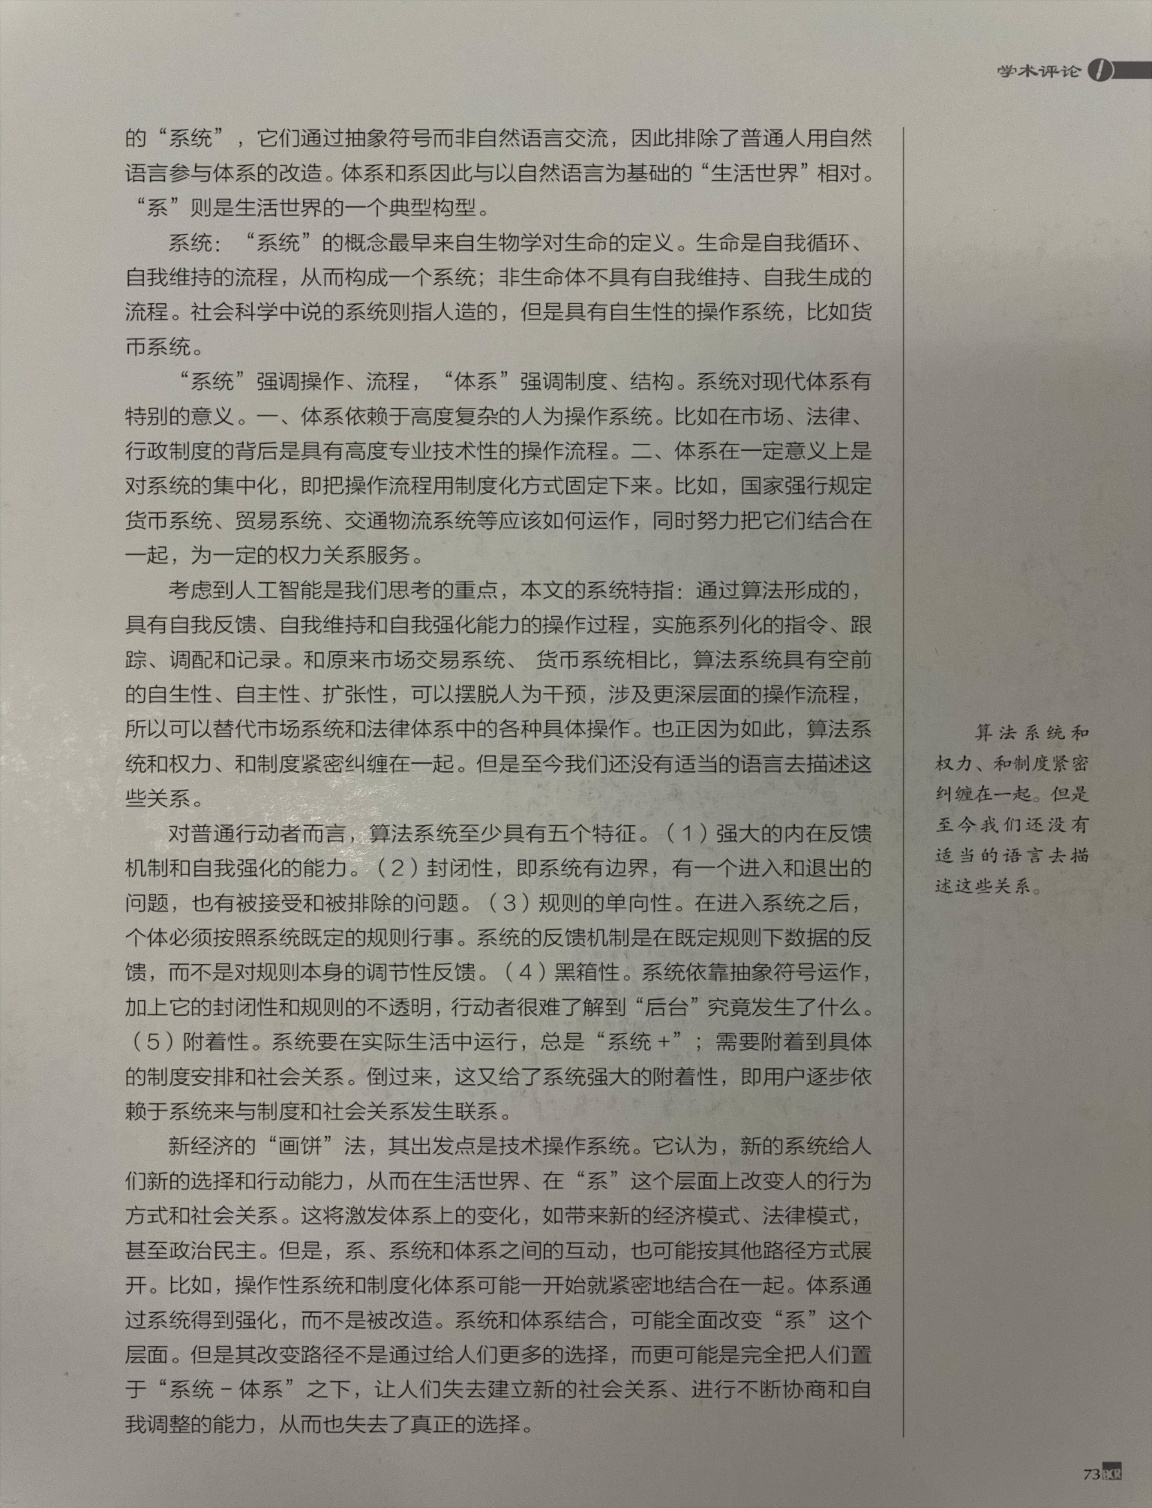 学术评论
的“系统”，它们通过抽象符号而非自然语言交流，因此排除了普通人用自然
语言参与体系的改造。体系和系因此与以自然语言为基础的“生活世界”相对。
“系”则是生活世界的一个典型构型。
系统：“系统”的概念最早来自生物学对生命的定义。生命是自我循环、
自我维持的流程，从而构成一个系统；非生命体不具有自我维持、自我生成的
流程。社会科学中说的系统则指人造的，但是具有自生性的操作系统，比如货
币系统。
“系统”强调操作、流程，“体系”强调制度、结构。系统对现代体系有
特别的意义。一、体系依赖于高度复杂的人为操作系统。比如在市场、法律、
行政制度的背后是具有高度专业技术性的操作流程。二、体系在一定意义上是
对系统的集中化，即把操作流程用制度化方式固定下来。比如，国家强行规定
货币系统、贸易系统、交通物流系统等应该如何运作，同时努力把它们结合在
一起，为一定的权力关系服务。
考虑到人工智能是我们思考的重点，本文的系统特指：通过算法形成的，
具有自我反馈、自我维持和自我强化能力的操作过程，实施系列化的指令、跟
踪、调配和记录。和原来市场交易系统、 货币系统相比，算法系统具有空前
的自生性、自主性、扩张性，可以摆脱人为干预，涉及更深层面的操作流程，
所以可以替代市场系统和法律体系中的各种具体操作。也正因为如此，算法系
统和权力、和制度紧密纠缠在一起。但是至今我们还没有适当的语言去描述这
些关系。
对普通行动者而言，算法系统至少具有五个特征。（1）强大的内在反馈
机制和自我强化的能力。（2）封闭性，即系统有边界，有一个进入和退出的
问题，也有被接受和被排除的问题。（3）规则的单向性。在进入系统之后，
个体必须按照系统既定的规则行事。系统的反馈机制是在既定规则下数据的反
馈，而不是对规则本身的调节性反馈。（4）黑箱性。系统依靠抽象符号运作，
加上它的封闭性和规则的不透明，行动者很难了解到“后台”究竟发生了什么。
（5）附着性。系统要在实际生活中运行，总是“系统+”；需要附着到具体
的制度安排和社会关系。倒过来，这又给了系统强大的附着性，即用户逐步依
赖于系统来与制度和社会关系发生联系。
新经济的“画饼”法，其出发点是技术操作系统。它认为，新的系统给人
们新的选择和行动能力，从而在生活世界、在“系”这个层面上改变人的行为
方式和社会关系。这将激发体系上的变化，如带来新的经济模式、法律模式，
甚至政治民主。但是，系、系统和体系之间的互动，也可能按其他路径方式展
开。比如，操作性系统和制度化体系可能一开始就紧密地结合在一起。体系通
过系统得到强化，而不是被改造。系统和体系结合，可能全面改变“系”这个
层面。但是其改变路径不是通过给人们更多的选择，而更可能是完全把人们置
于“系统－体系”之下，让人们失去建立新的社会关系、进行不断协商和自
我调整的能力，从而也失去了真正的选择。
算法系统和
权力、和制度紧密
纠缠在一起。但是
至今我们还没有
适当的语言去描
述这些关系。
73